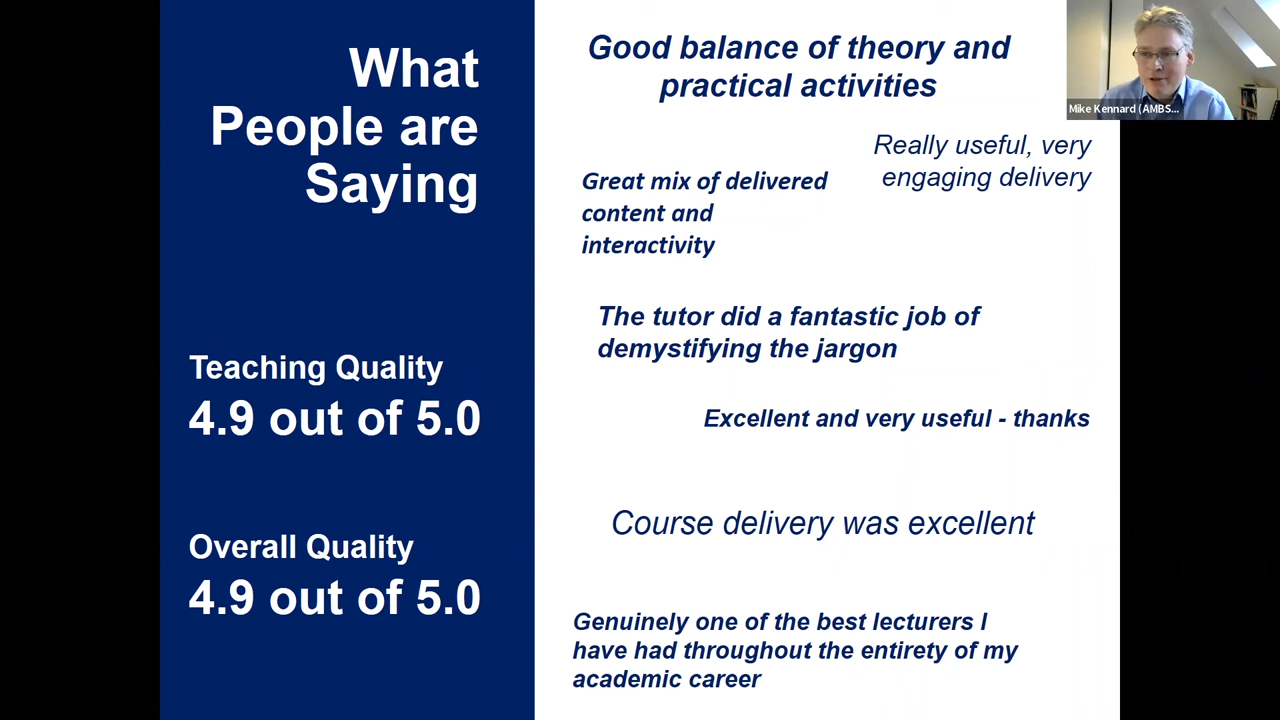 What
People are
Saying
Teaching Quality
4.9 out of 5.0
Overall Quality
4.9 out of 5.0
Good balance of theory and
practical activities
Really useful, very
engaging delivery
Great mix of delivered
content and
interactivity
The tutor did a fantastic job of
demystifying the jargon
Excellent and very useful - thanks
Course delivery was excellent
Genuinely one of the best lecturers I
have had throughout the entirety of my
academic career
Mike Kennard (AMBS...